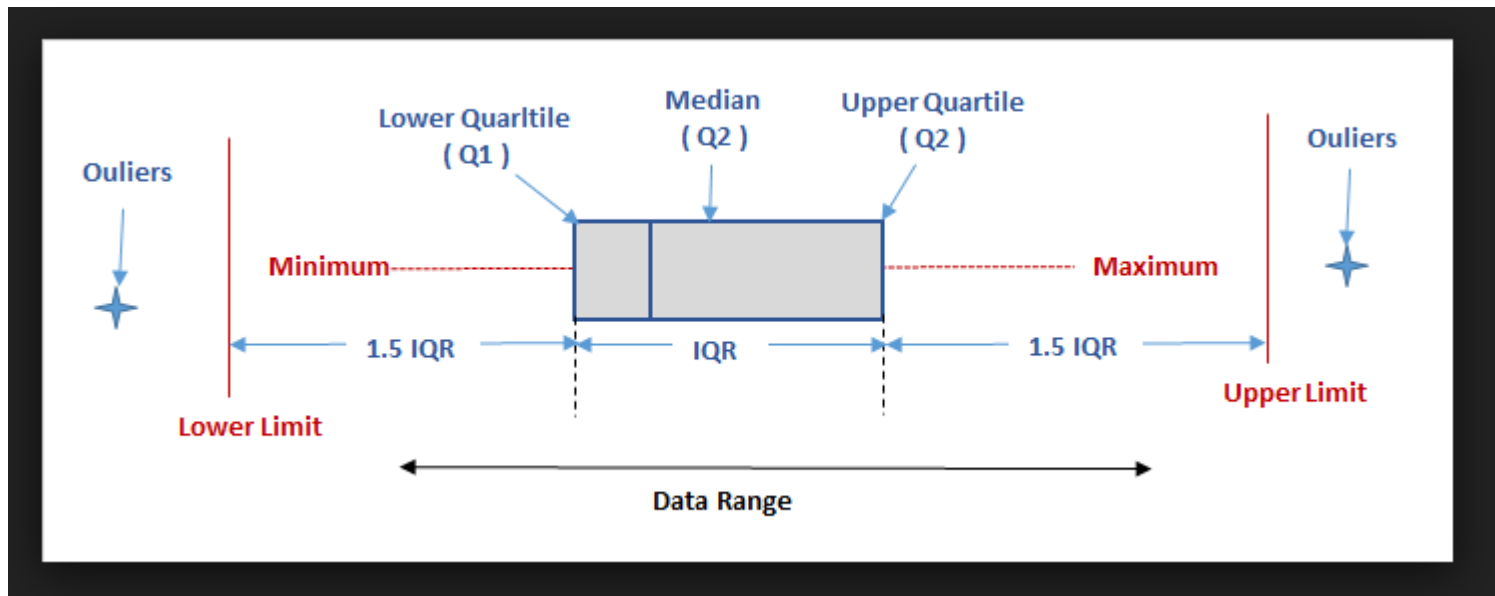 Ouliers
Lower Quarltile
( Q1 )
Median
( Q2 )
Upper Quartile
( Q2 )
Ouliers
Minimum
Maximum
1.5 IQR
IQR
1.5 IQR
Lower Limit
Upper Limit
Data Range